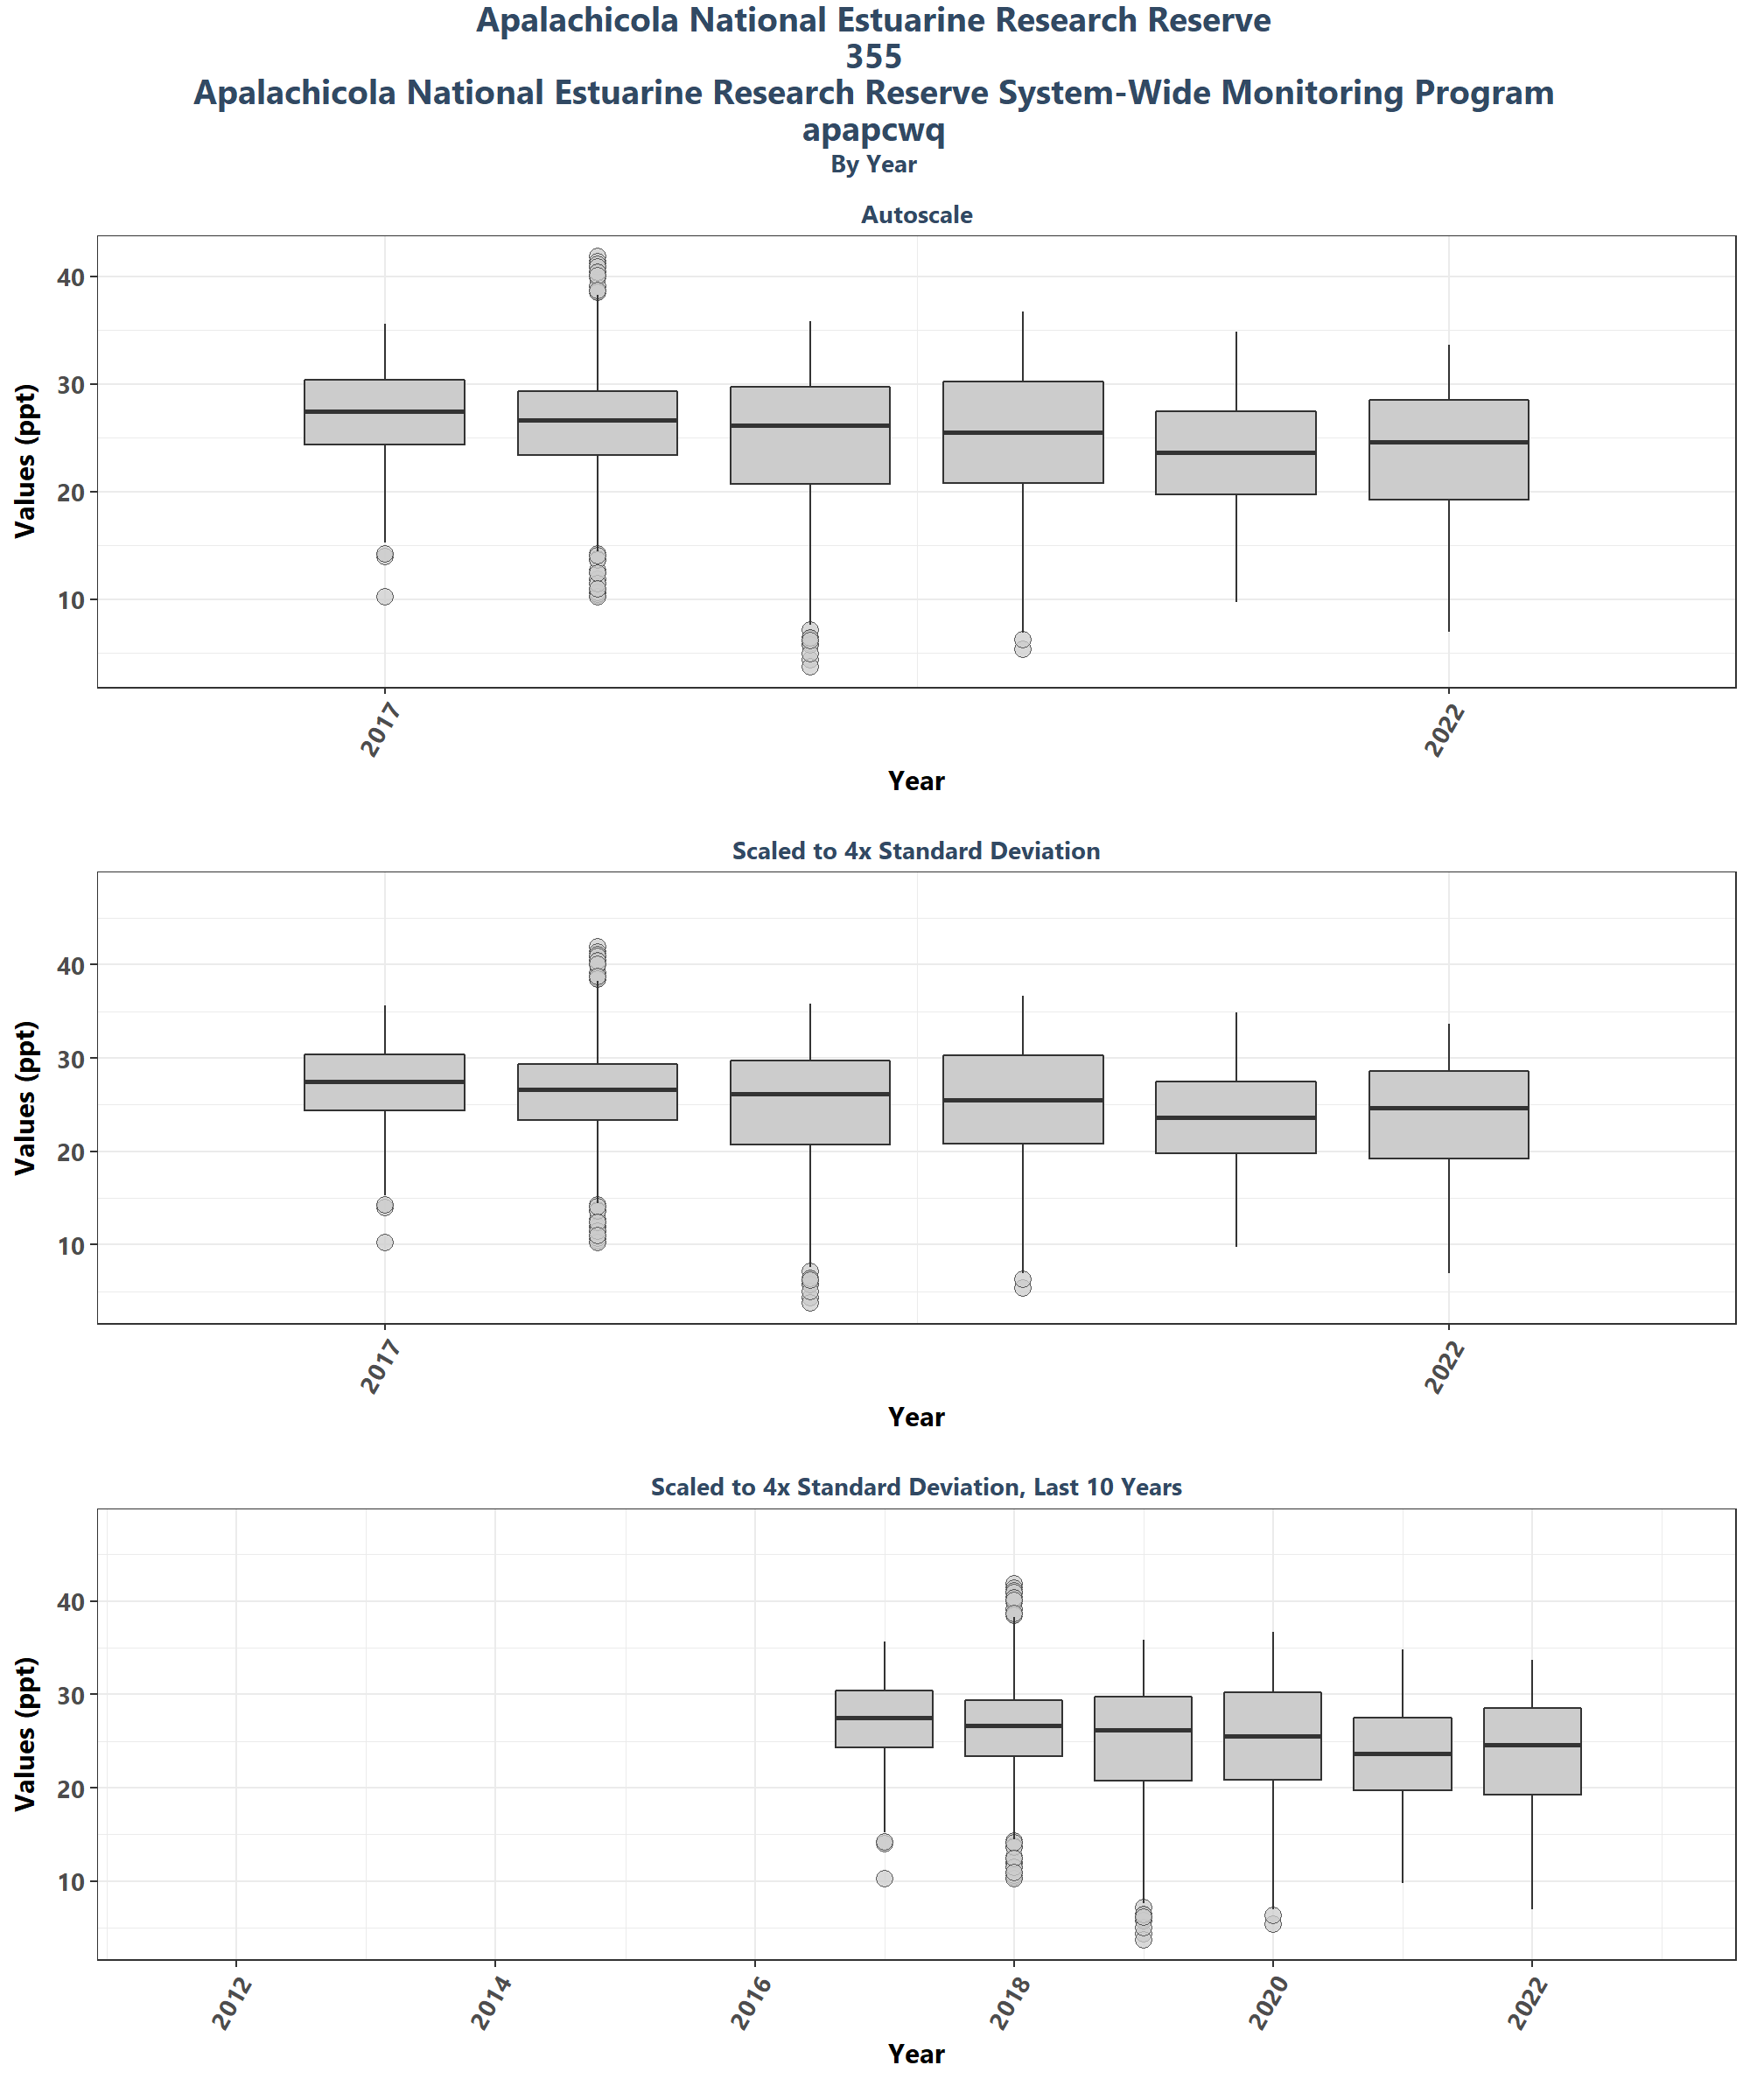 Apalachicola National Estuarine Research Reserve
355
Apalachicola National Estuarine Research Reserve System-Wide Monitoring Program
apapcwq
By Year
Autoscale
Values (ppt)
40
30
20
10
2017
2022
Year
Scaled to 4x Standard Deviation
Values (ppt)
40
30
20
10
2017
2022
Year
Scaled to 4x Standard Deviation, Last 10 Years
Values (ppt)
40
30
20
10
2012
2014
2016
2018
2020
2022
Year